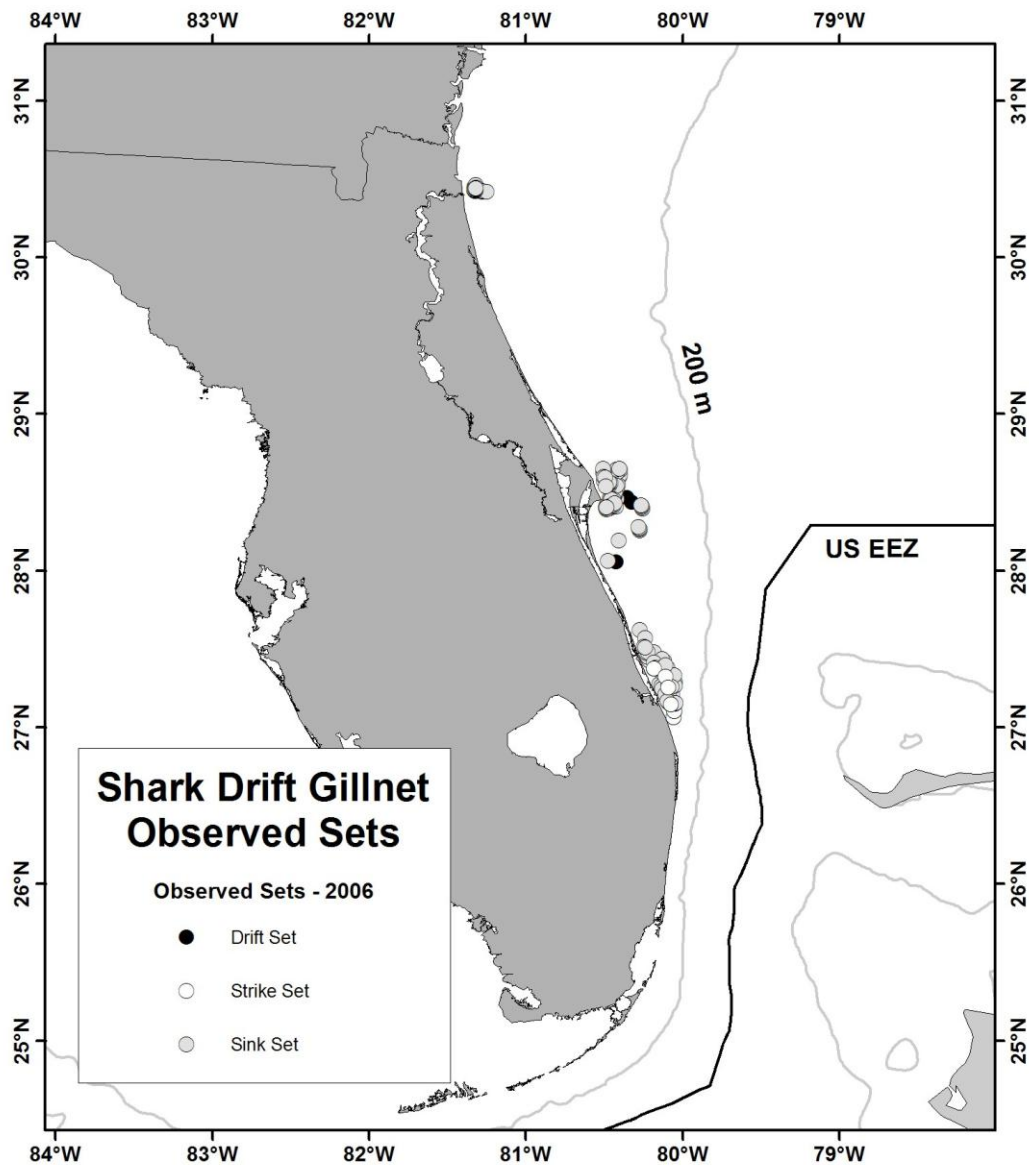 84°W 83°W 82°W 81°W 80°W 79°W
31°N 31°N
30°N 30°N
29°N 29°N
28°N 28°N
27°N 27°N
26°N 26°N
25°N 25°N
200 m
US EEZ
Shark Drift Gillnet
Observed Sets
Observed Sets - 2006
Drift Set
Strike Set
Sink Set
84°W 83°W 82°W 81°W 80°W 79°W